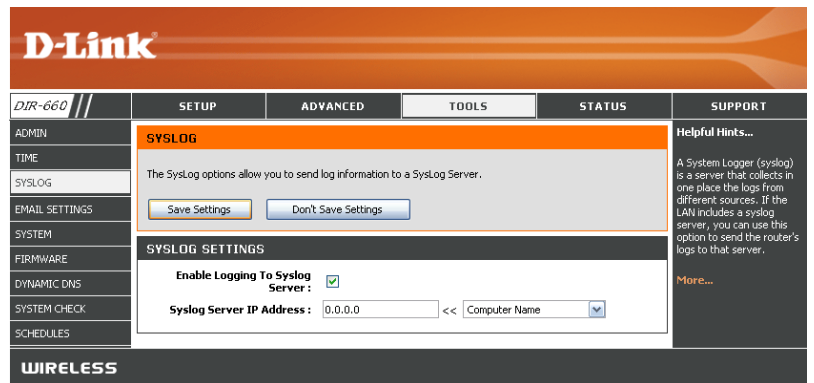 D-Link
DIR-660 //
SETUP
ADVANCED
TOOLS
STATUS
SUPPORT
ADMIN
TIME
SYSLOG
EMAIL SETTINGS
SYSTEM
FIRMWARE
DYNAMIC DNS
SYSTEM CHECK
SCHEDULES
SYSLOG
The SysLog options allow you to send log information to a SysLog Server.
Save Settings
Don't Save Settings
SYSLOG SETTINGS
Enable Logging To Syslog
Server :
Syslog Server IP Address :
0.0.0.0
<<
Computer Name
Helpful Hints...
A System Logger (syslog)
is a server that collects in
one place the logs from
different sources. If the
LAN includes a syslog
server, you can use this
option to send the router's
logs to that server.
More...
WIRELESS